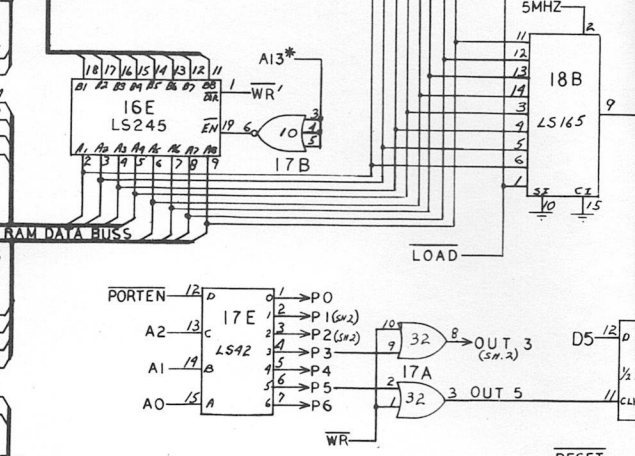 5MHZ
2
18 17 16 15 14 13 12 11
B1 B2 B3 B4 B5 B6 B7 B8
A13*
11
12
13
14
3
4
5
6
1
18B
LS165
9
16E
LS245
DIR
1
WR'
EN
19
6
10
3
4
5
17B
A1 A2 A3 A4 A5 A6 A7 A8
2 3 4 5 6 7 8 9
SI
CI
10
15
RAM DATA BUSS
LOAD
PORTEN
12
D
17E
LS42
0
1
P0
1
2
P1 (SH.2)
A2
13
C
2
3
P2 (SH.2)
3
4
P3
A1
14
B
4
5
P4
5
6
P5
A0
15
A
6
7
P6
10
9
32
8
OUT 3
(SH.2)
17A
2
1
32
3
OUT 5
WR
D5
12
D
1/2
11
CLK
RESET